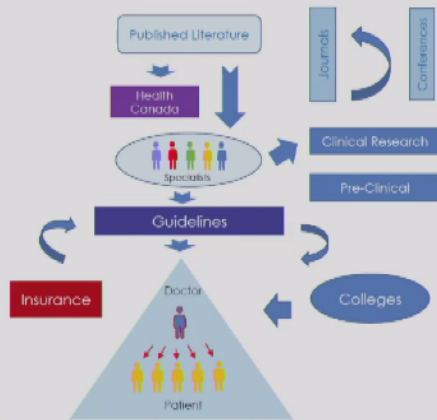 Published Literature
Journals
Conferences
Health
Canada
Clinical Research
Specialists
Pre-Clinical
Guidelines
Insurance
Doctor
Colleges
Patient